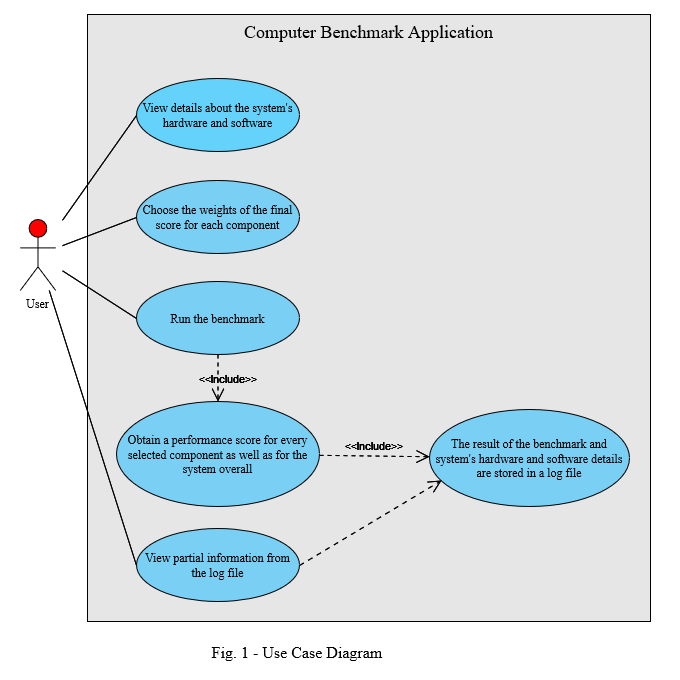 Computer Benchmark Application
View details about the system's
hardware and software
Choose the weights of the final
score for each component
User
Run the benchmark
<<Include>>
Obtain a performance score for every
selected component as well as for the
system overall
<<Include>>
The result of the benchmark and
system's hardware and software details
are stored in a log file
View partial information from
the log file
Fig. 1 - Use Case Diagram